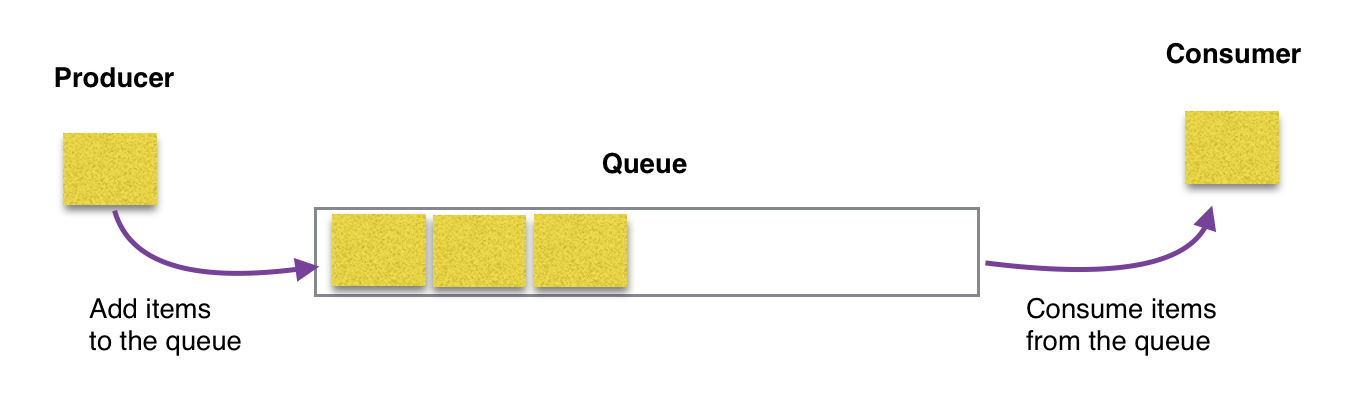 Producer
Consumer
Queue
Add items
to the queue
Consume items
from the queue